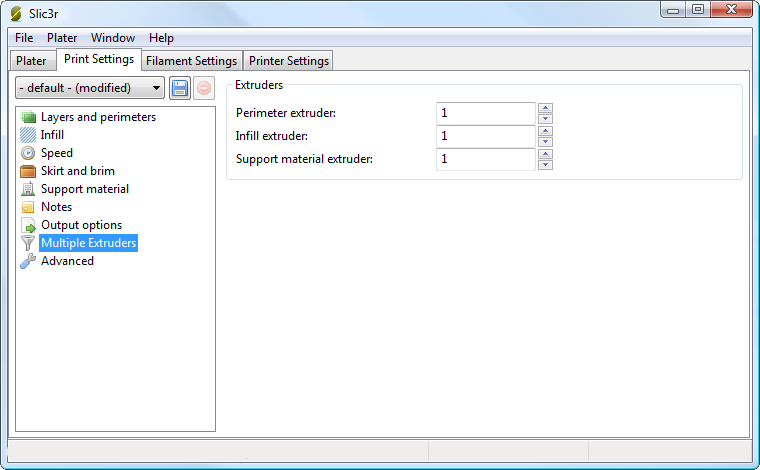 Slic3r
File Plater Window Help
Plater Print Settings Filament Settings Printer Settings
- default - (modified)
Layers and perimeters
Infill
Speed
Skirt and brim
Support material
Notes
Output options
Multiple Extruders
Advanced
Extruders
Perimeter extruder: 1
Infill extruder: 1
Support material extruder: 1